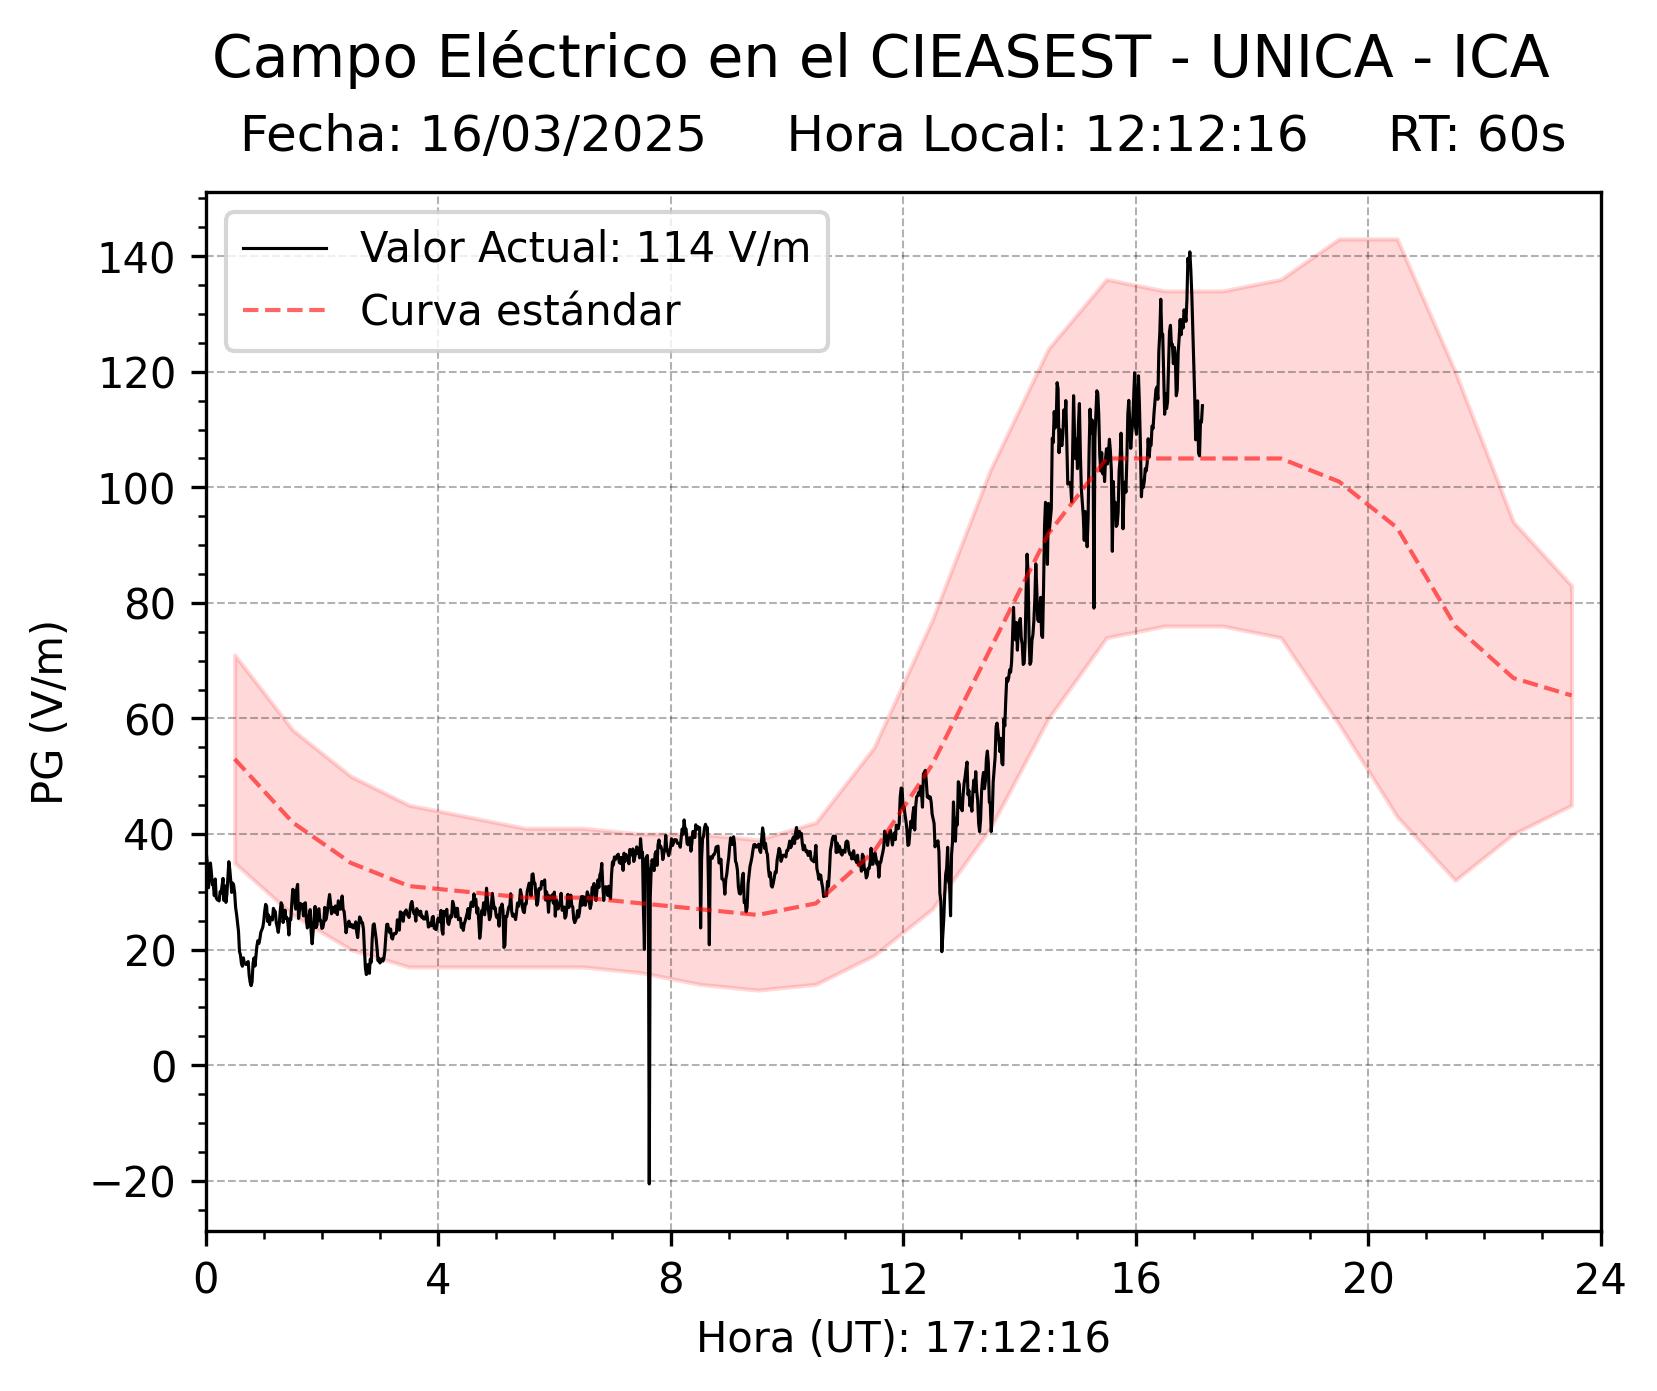 Campo Eléctrico en el CIEASEST - UNICA - ICA
Fecha: 16/03/2025 Hora Local: 12:12:16 RT: 60s
Valor Actual: 114 V/m
Curva estándar
PG (V/m)
140
120
100
80
60
40
20
0
−20
0 4 8 12 16 20 24
Hora (UT): 17:12:16